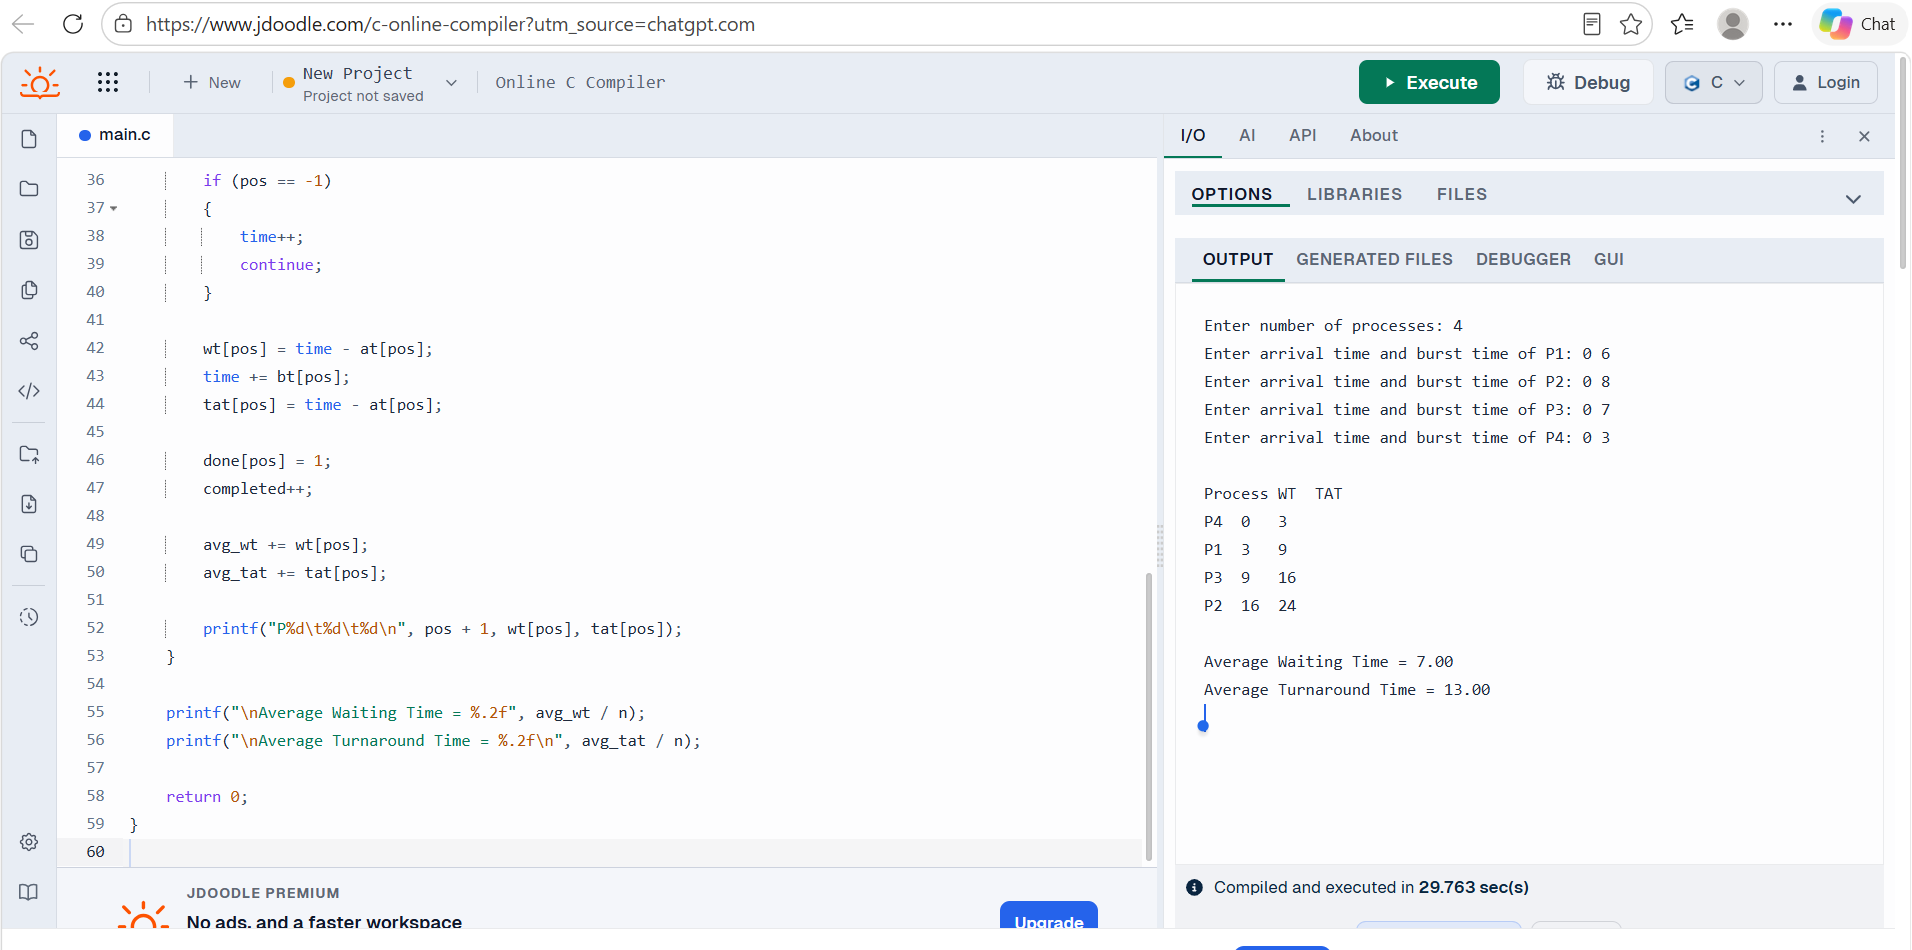 https://www.jdoodle.com/c-online-compiler?utm_source=chatgpt.com
Chat
New
New Project
Project not saved
Online C Compiler
Execute
Debug
C
Login
main.c
36 if (pos == -1)
37 {
38 time++;
39 continue;
40 }
41
42 wt[pos] = time - at[pos];
43 time += bt[pos];
44 tat[pos] = time - at[pos];
45
46 done[pos] = 1;
47 completed++;
48
49 avg_wt += wt[pos];
50 avg_tat += tat[pos];
51
52 printf("P%d\t%d\t%d\n", pos + 1, wt[pos], tat[pos]);
53 }
54
55 printf("\nAverage Waiting Time = %.2f", avg_wt / n);
56 printf("\nAverage Turnaround Time = %.2f\n", avg_tat / n);
57
58 return 0;
59 }
60
JDOODLE PREMIUM
No ads, and a faster workspace
Upgrade
I/O AI API About
OPTIONS LIBRARIES FILES
OUTPUT GENERATED FILES DEBUGGER GUI
Enter number of processes: 4
Enter arrival time and burst time of P1: 0 6
Enter arrival time and burst time of P2: 0 8
Enter arrival time and burst time of P3: 0 7
Enter arrival time and burst time of P4: 0 3
Process WT TAT
P4 0 3
P1 3 9
P3 9 16
P2 16 24
Average Waiting Time = 7.00
Average Turnaround Time = 13.00
Compiled and executed in 29.763 sec(s)